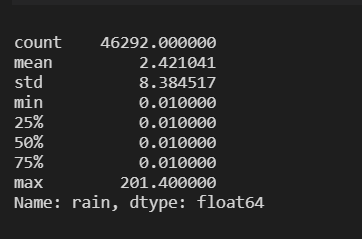 count 46292.000000
mean 2.421041
std 8.384517
min 0.010000
25% 0.010000
50% 0.010000
75% 0.010000
max 201.400000
Name: rain, dtype: float64